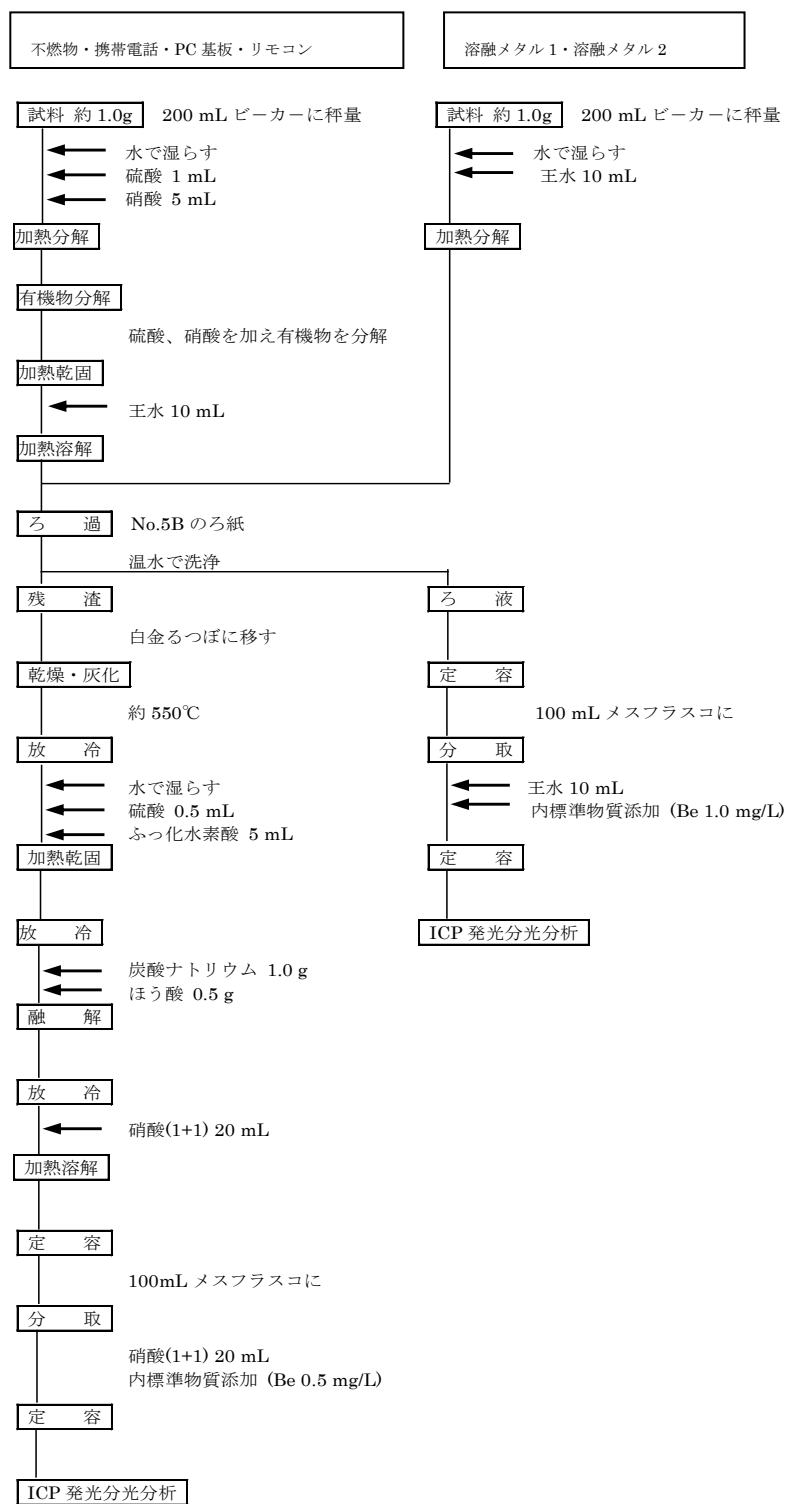 不燃物・携帯電話・PC 基板・リモコン
溶融メタル 1・溶融メタル 2
試料 約 1.0g 200 mL ビーカーに秤量
水で湿らす
硫酸 1 mL
硝酸 5 mL
加熱分解
有機物分解
硫酸、硝酸を加え有機物を分解
加熱乾固
王水 10 mL
加熱溶解
試料 約 1.0g 200 mL ビーカーに秤量
水で湿らす
王水 10 mL
加熱分解
ろ 過 No.5B のろ紙
温水で洗浄
残 渣
白金るつぼに移す
乾燥・灰化
約 550℃
放 冷
水で湿らす
硫酸 0.5 mL
ふっ化水素酸 5 mL
加熱乾固
放 冷
炭酸ナトリウム 1.0 g
ほう酸 0.5 g
融 解
放 冷
硝酸(1+1) 20 mL
加熱溶解
定 容
100mL メスフラスコに
分 取
硝酸(1+1) 20 mL
内標準物質添加 (Be 0.5 mg/L)
定 容
ICP 発光分光分析
ろ 液
定 容
100 mL メスフラスコに
分 取
王水 10 mL
内標準物質添加 (Be 1.0 mg/L)
定 容
ICP 発光分光分析